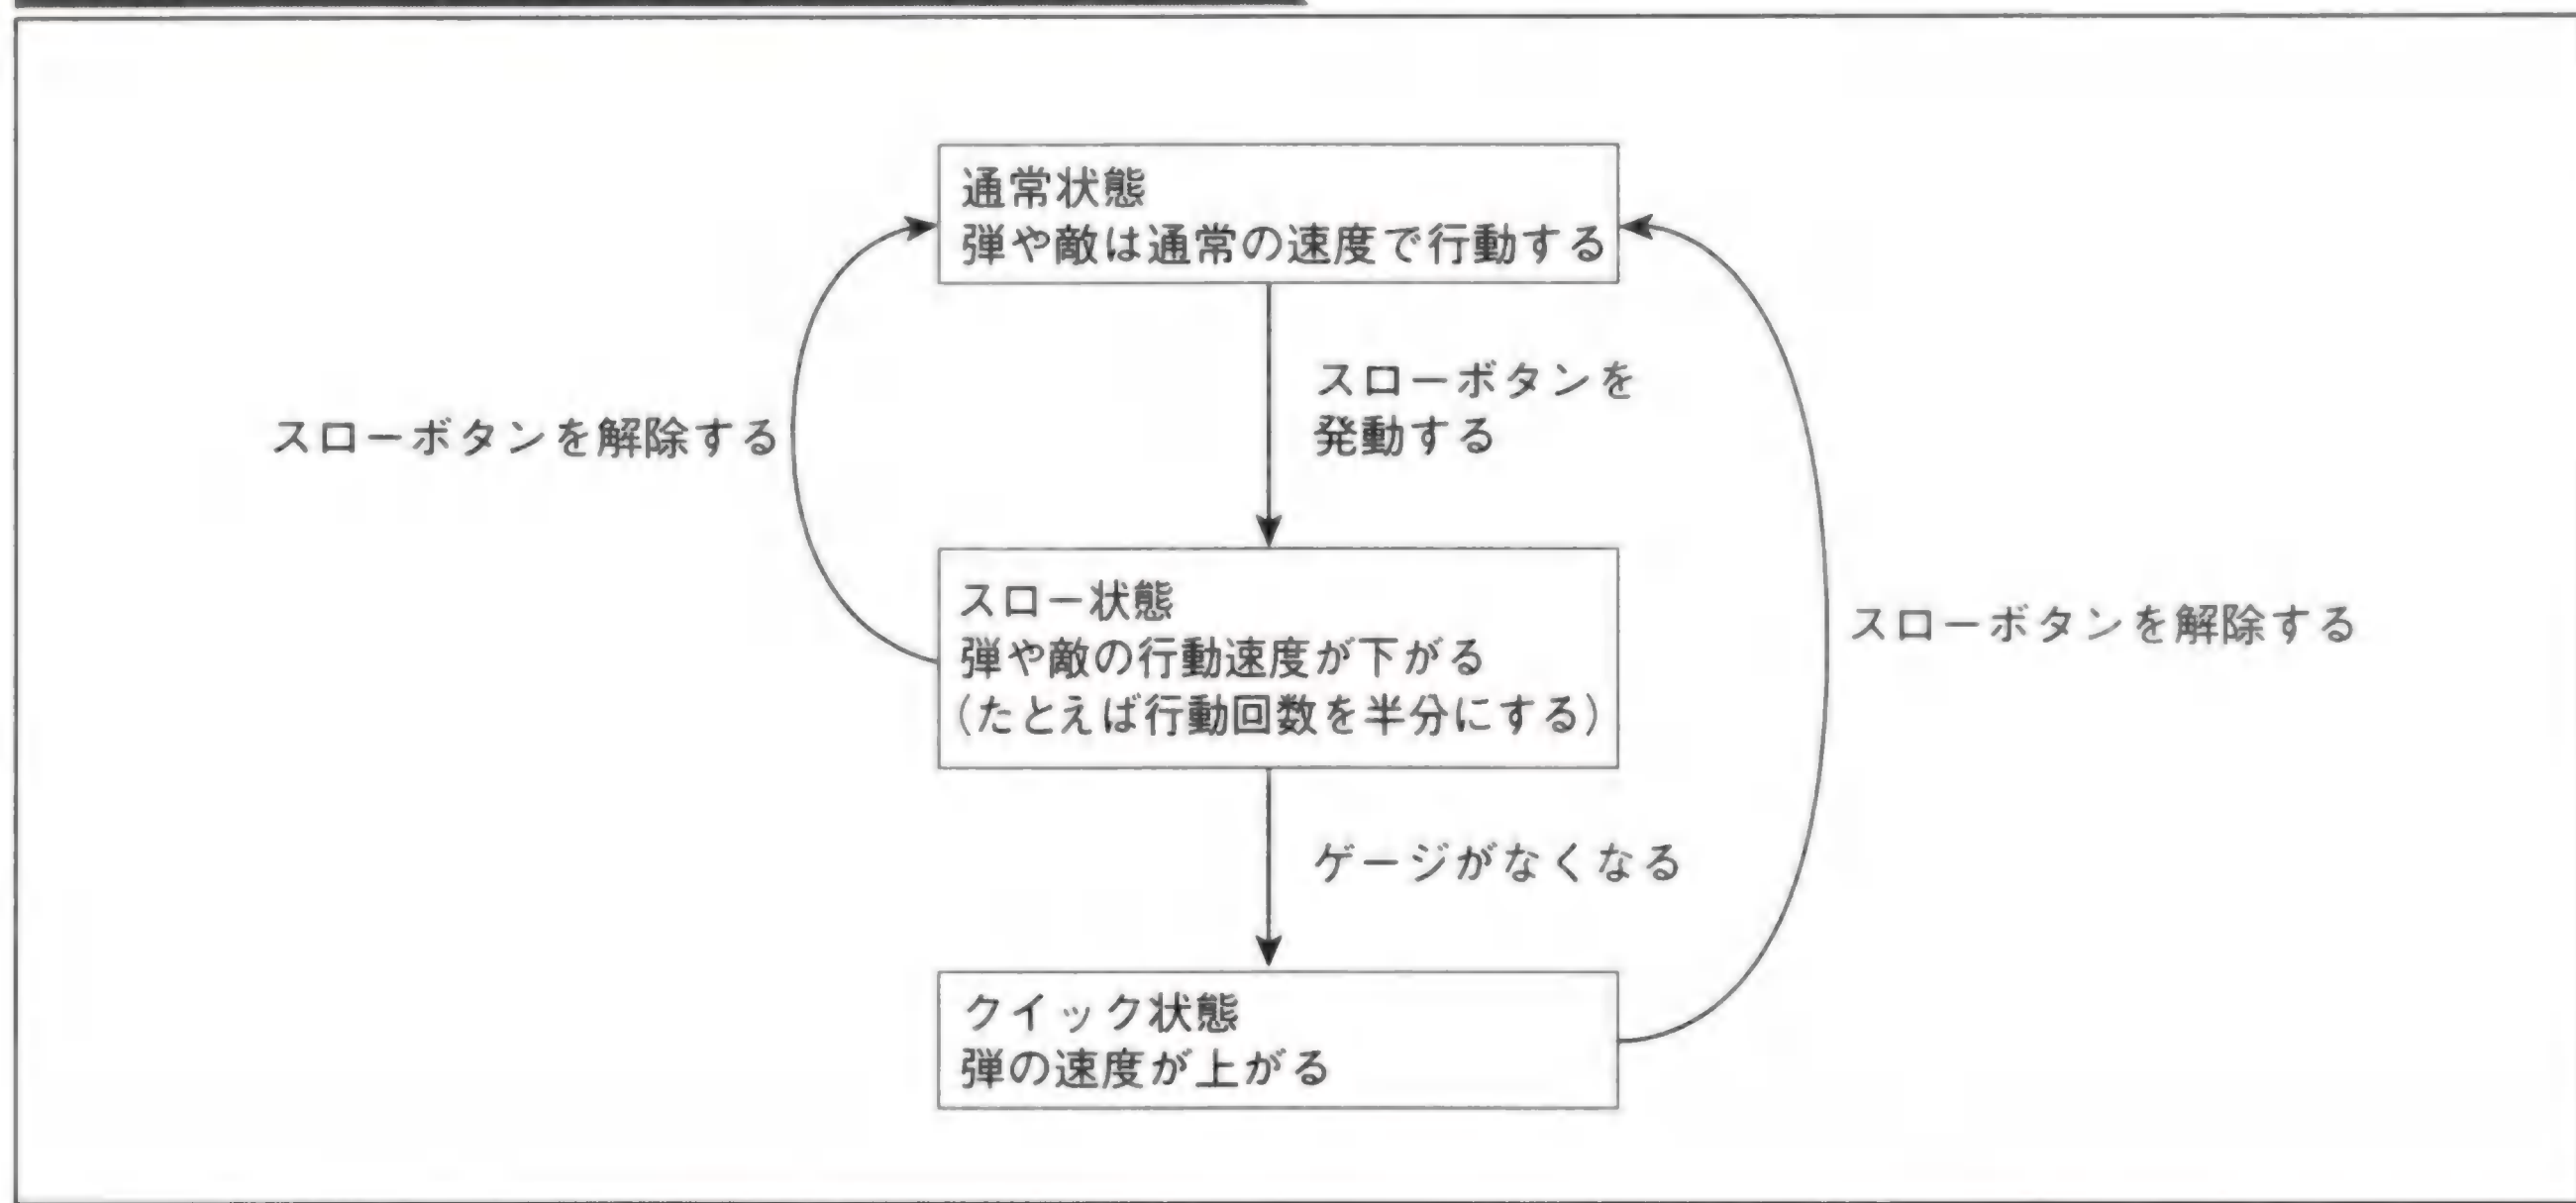 通常状態
弾や敵は通常の速度で行動する
スローボタンを
発動する
スローボタンを解除する
スロー状態
弾や敵の行動速度が下がる
(たとえば行動回数を半分にする)
スローボタンを解除する
ゲージがなくなる
クイック状態
弾の速度が上がる